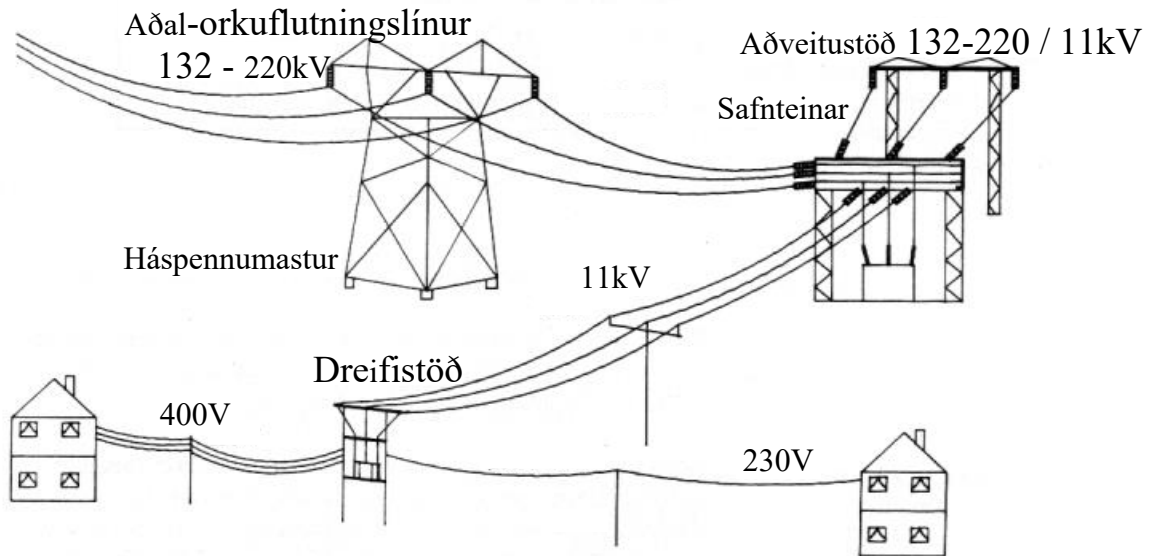 Aðal-orkuflutningslínur
132 - 220kV
Aðveitustöð 132-220 / 11kV
Safnteinar
Háspennumastur
11kV
Dreifistöð
400V
230V